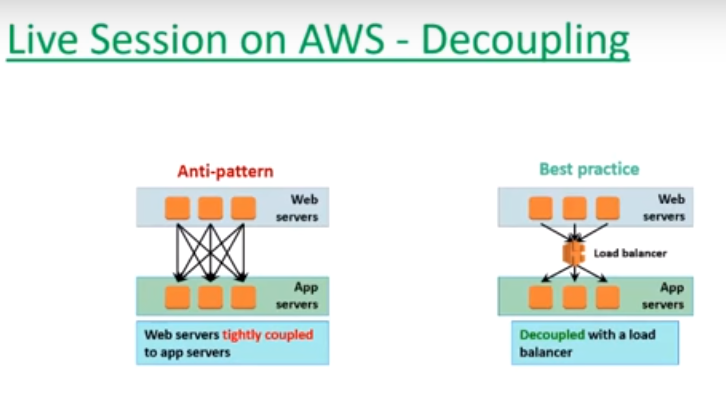 Live Session on AWS - Decoupling
Anti-pattern
Web
servers
App
servers
Web servers tightly coupled
to app servers
Best practice
Web
servers
Load balancer
App
servers
Decoupled with a load
balancer